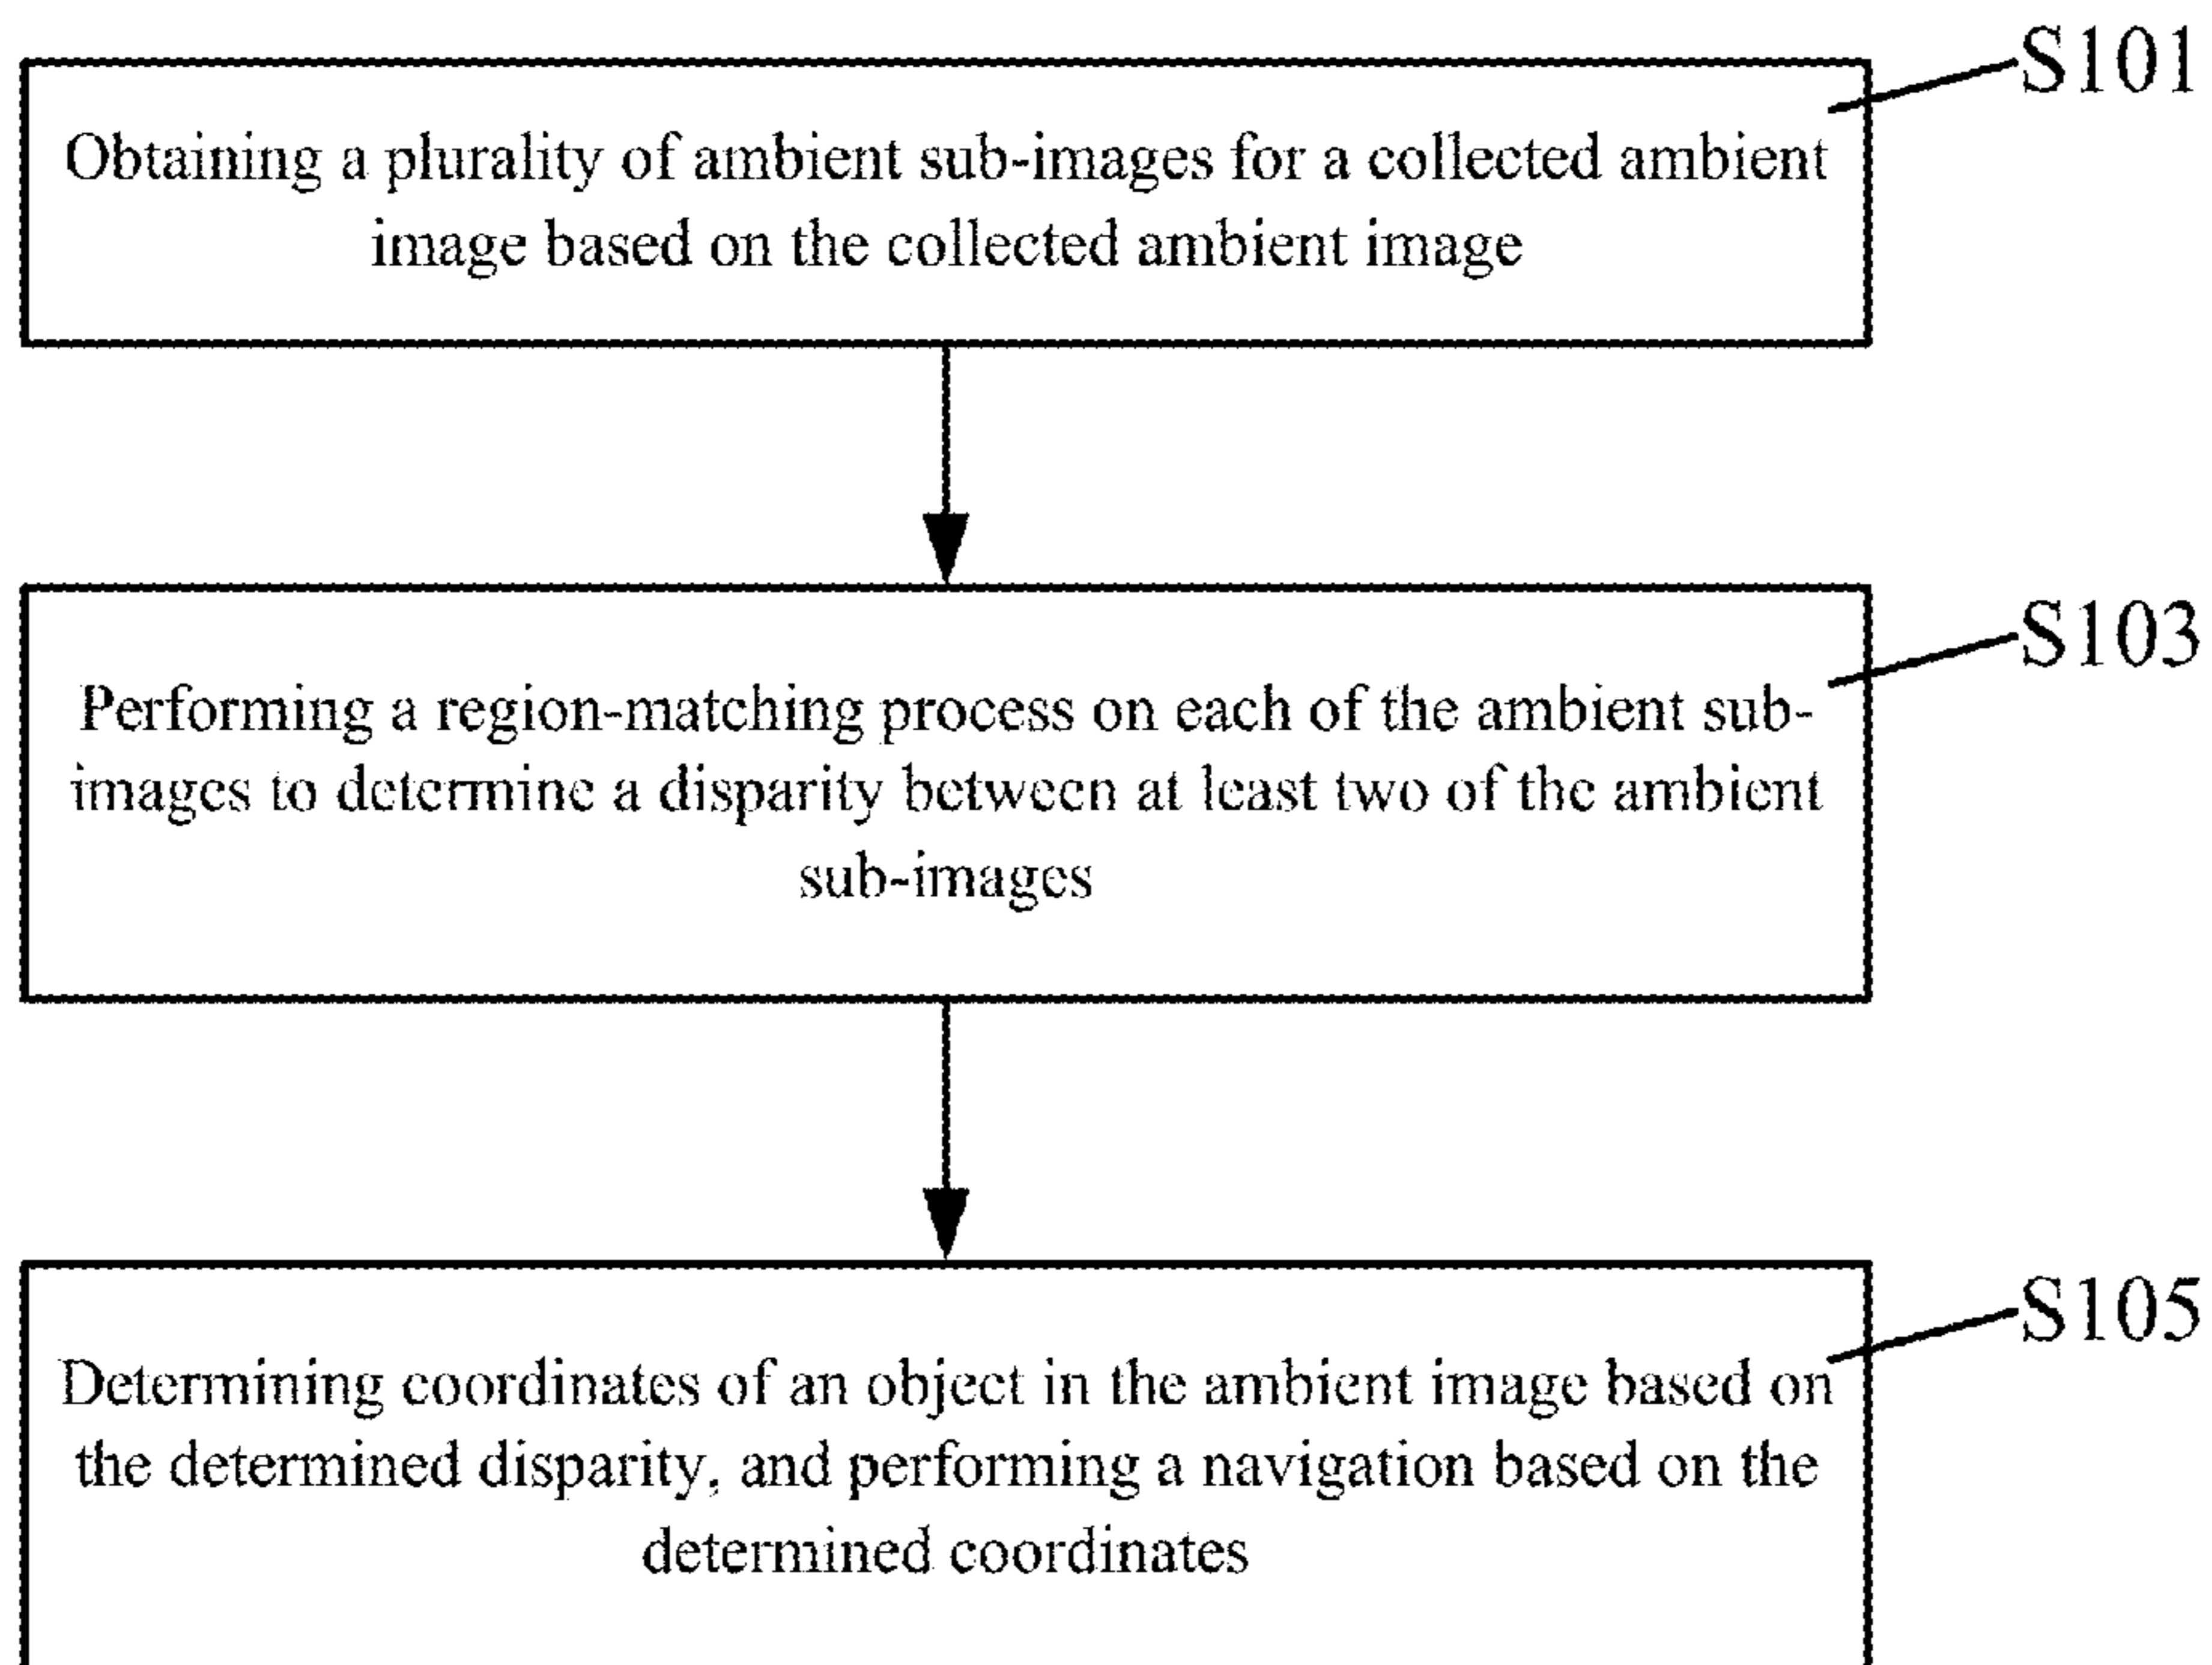 S101
Obtaining a plurality of ambient sub-images for a collected ambient
image based on the collected ambient image
S103
Performing a region-matching process on each of the ambient sub-
images to determine a disparity between at least two of the ambient
sub-images
S105
Determining coordinates of an object in the ambient image based on
the determined disparity, and performing a navigation based on the
determined coordinates